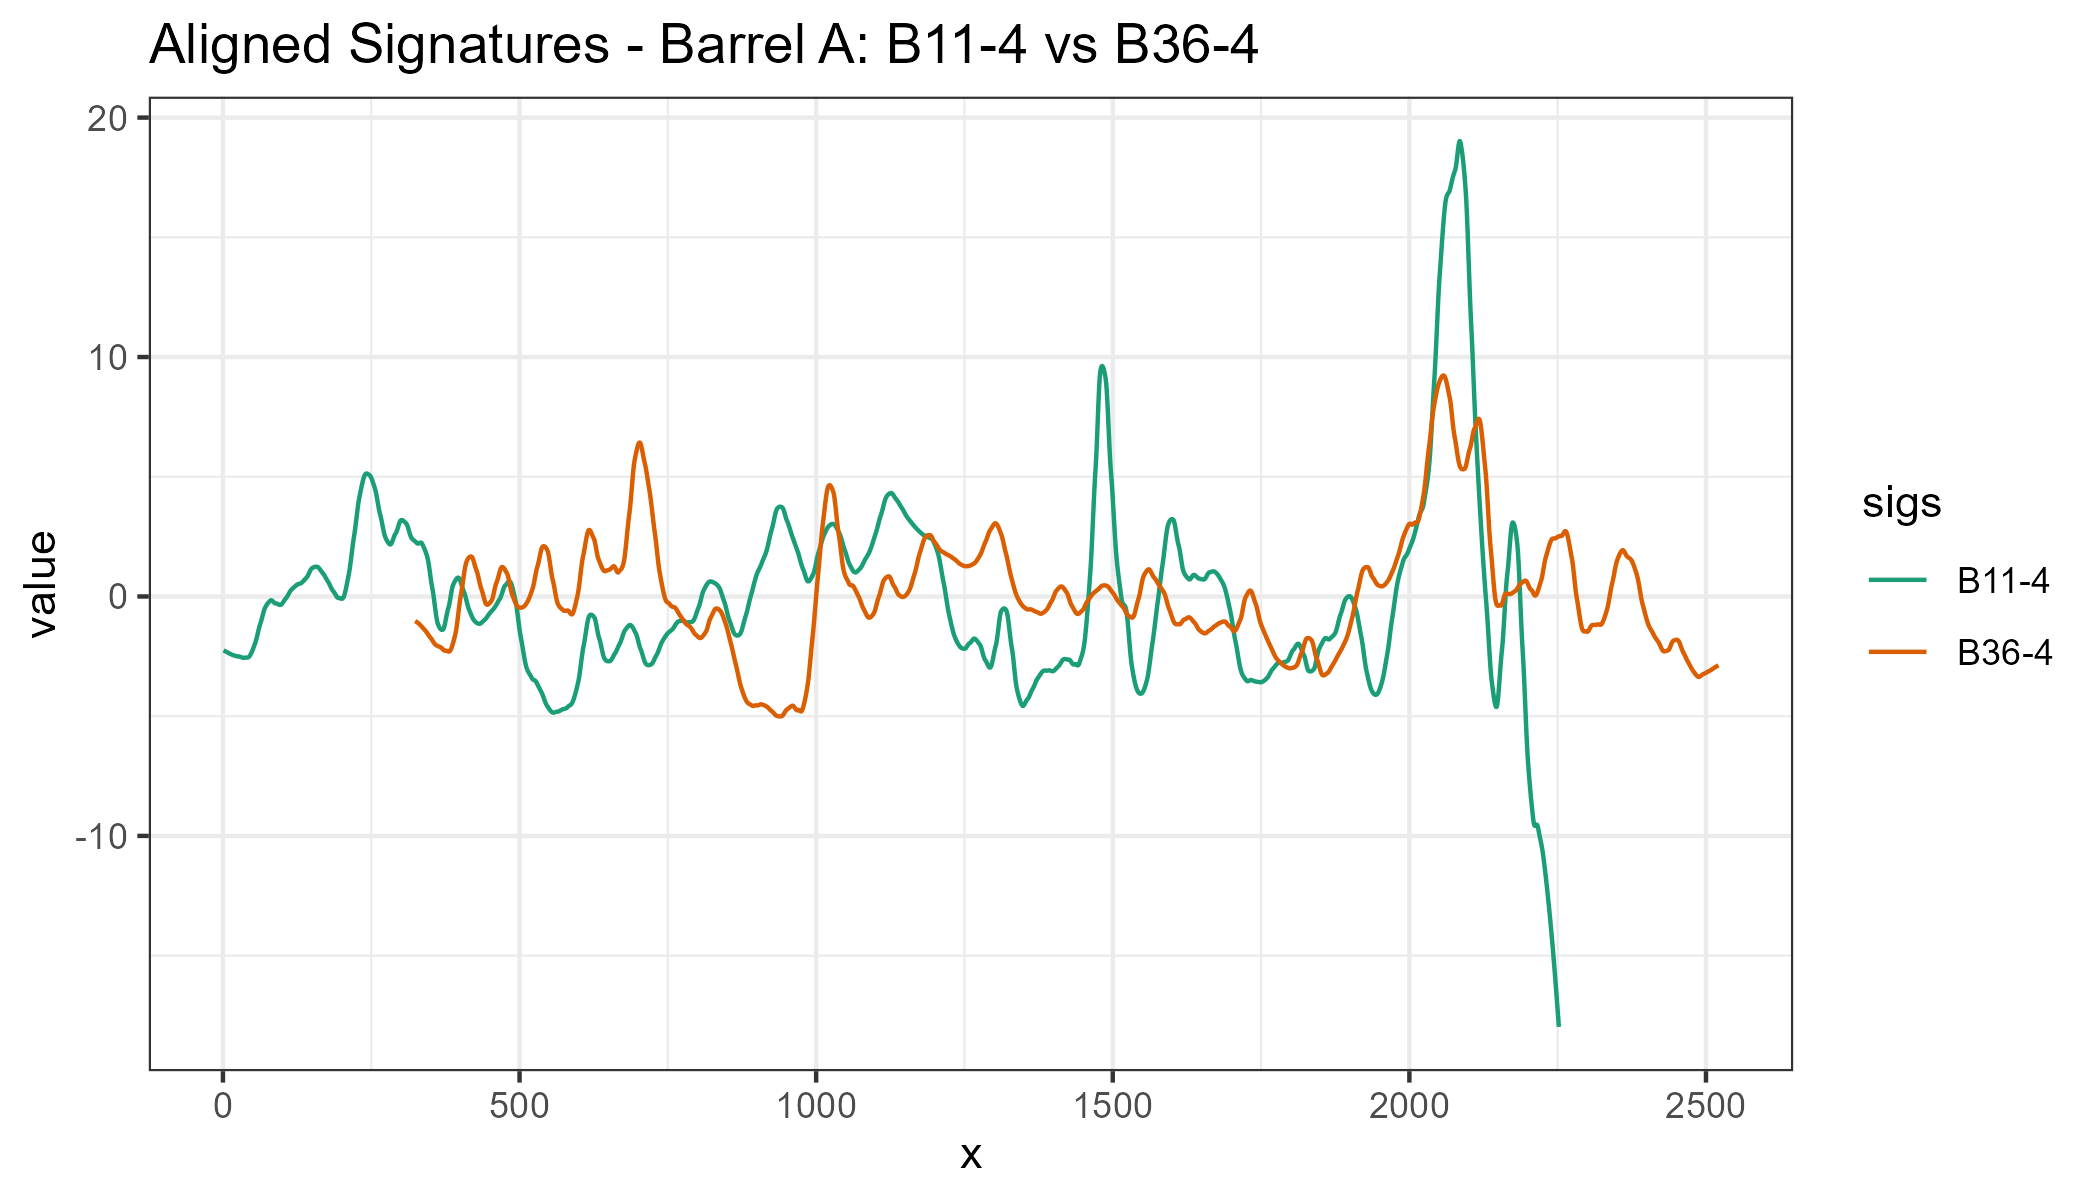 Aligned Signatures - Barrel A: B11-4 vs B36-4
20
10
0
-10
value
0 500 1000 1500 2000 2500
x
sigs
B11-4
B36-4